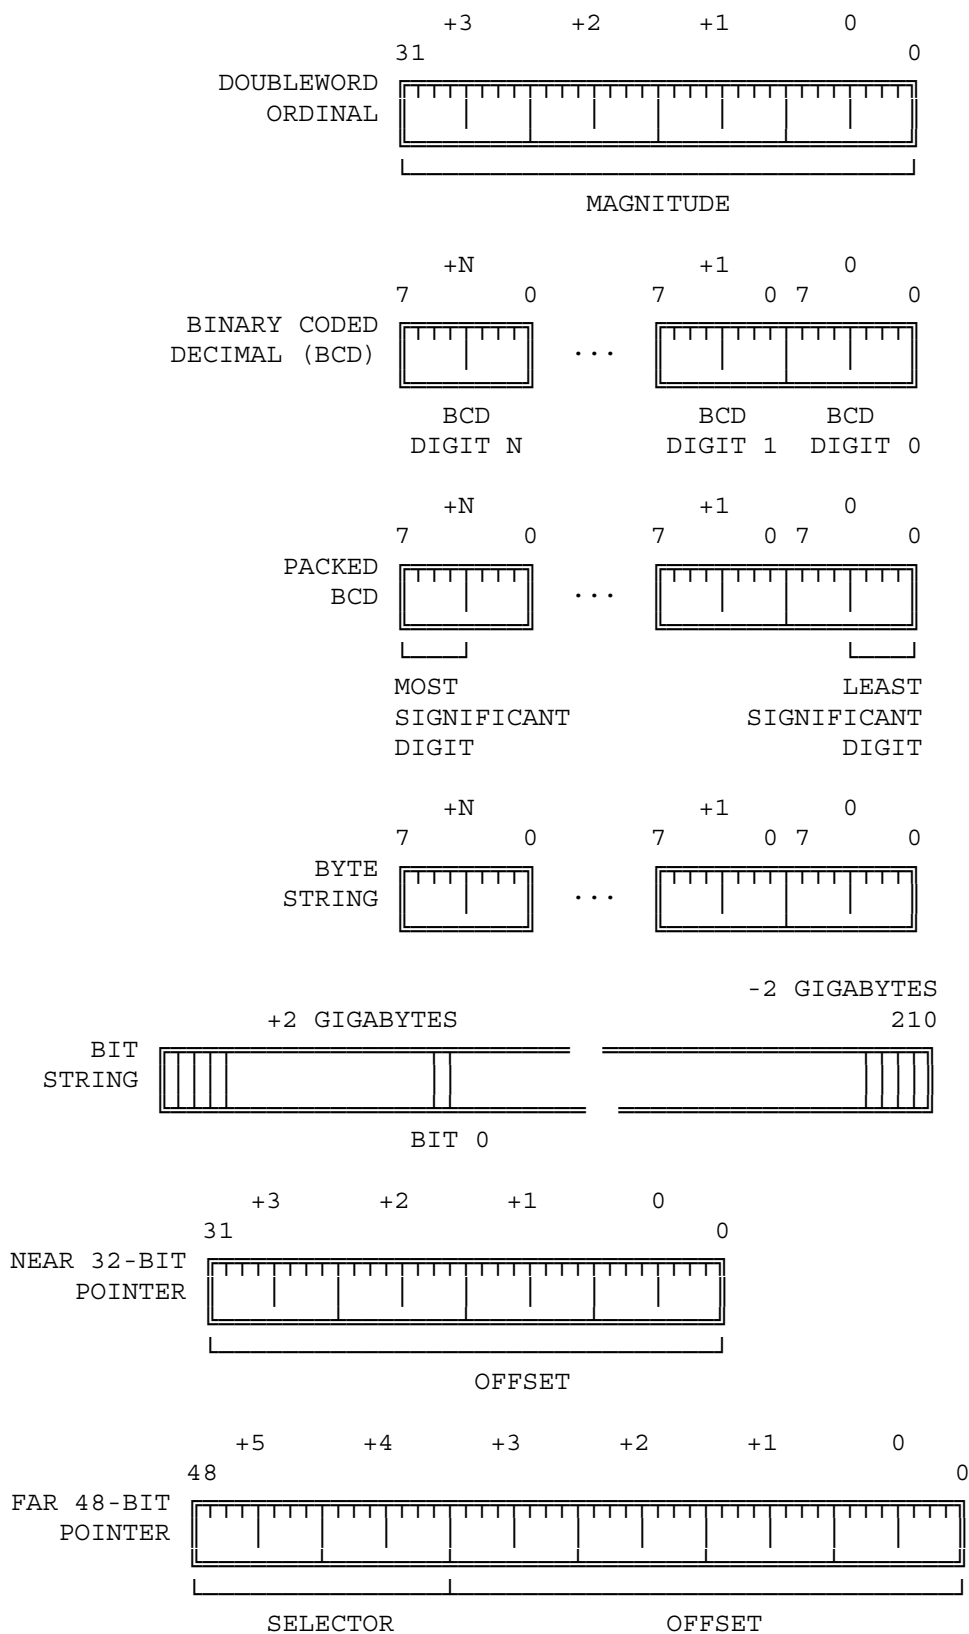 +3 +2 +1 0
31 0
DOUBLEWORD
ORDINAL
MAGNITUDE
+N +1 0
7 0 7 0 7 0
BINARY CODED
DECIMAL (BCD) ...
BCD BCD BCD
DIGIT N DIGIT 1 DIGIT 0
+N +1 0
7 0 7 0 7 0
PACKED
BCD ...
MOST LEAST
SIGNIFICANT SIGNIFICANT
DIGIT DIGIT
+N +1 0
7 0 7 0 7 0
BYTE
STRING ...
-2 GIGABYTES
+2 GIGABYTES 210
BIT
STRING
BIT 0
+3 +2 +1 0
31 0
NEAR 32-BIT
POINTER
OFFSET
+5 +4 +3 +2 +1 0
48 0
FAR 48-BIT
POINTER
SELECTOR OFFSET